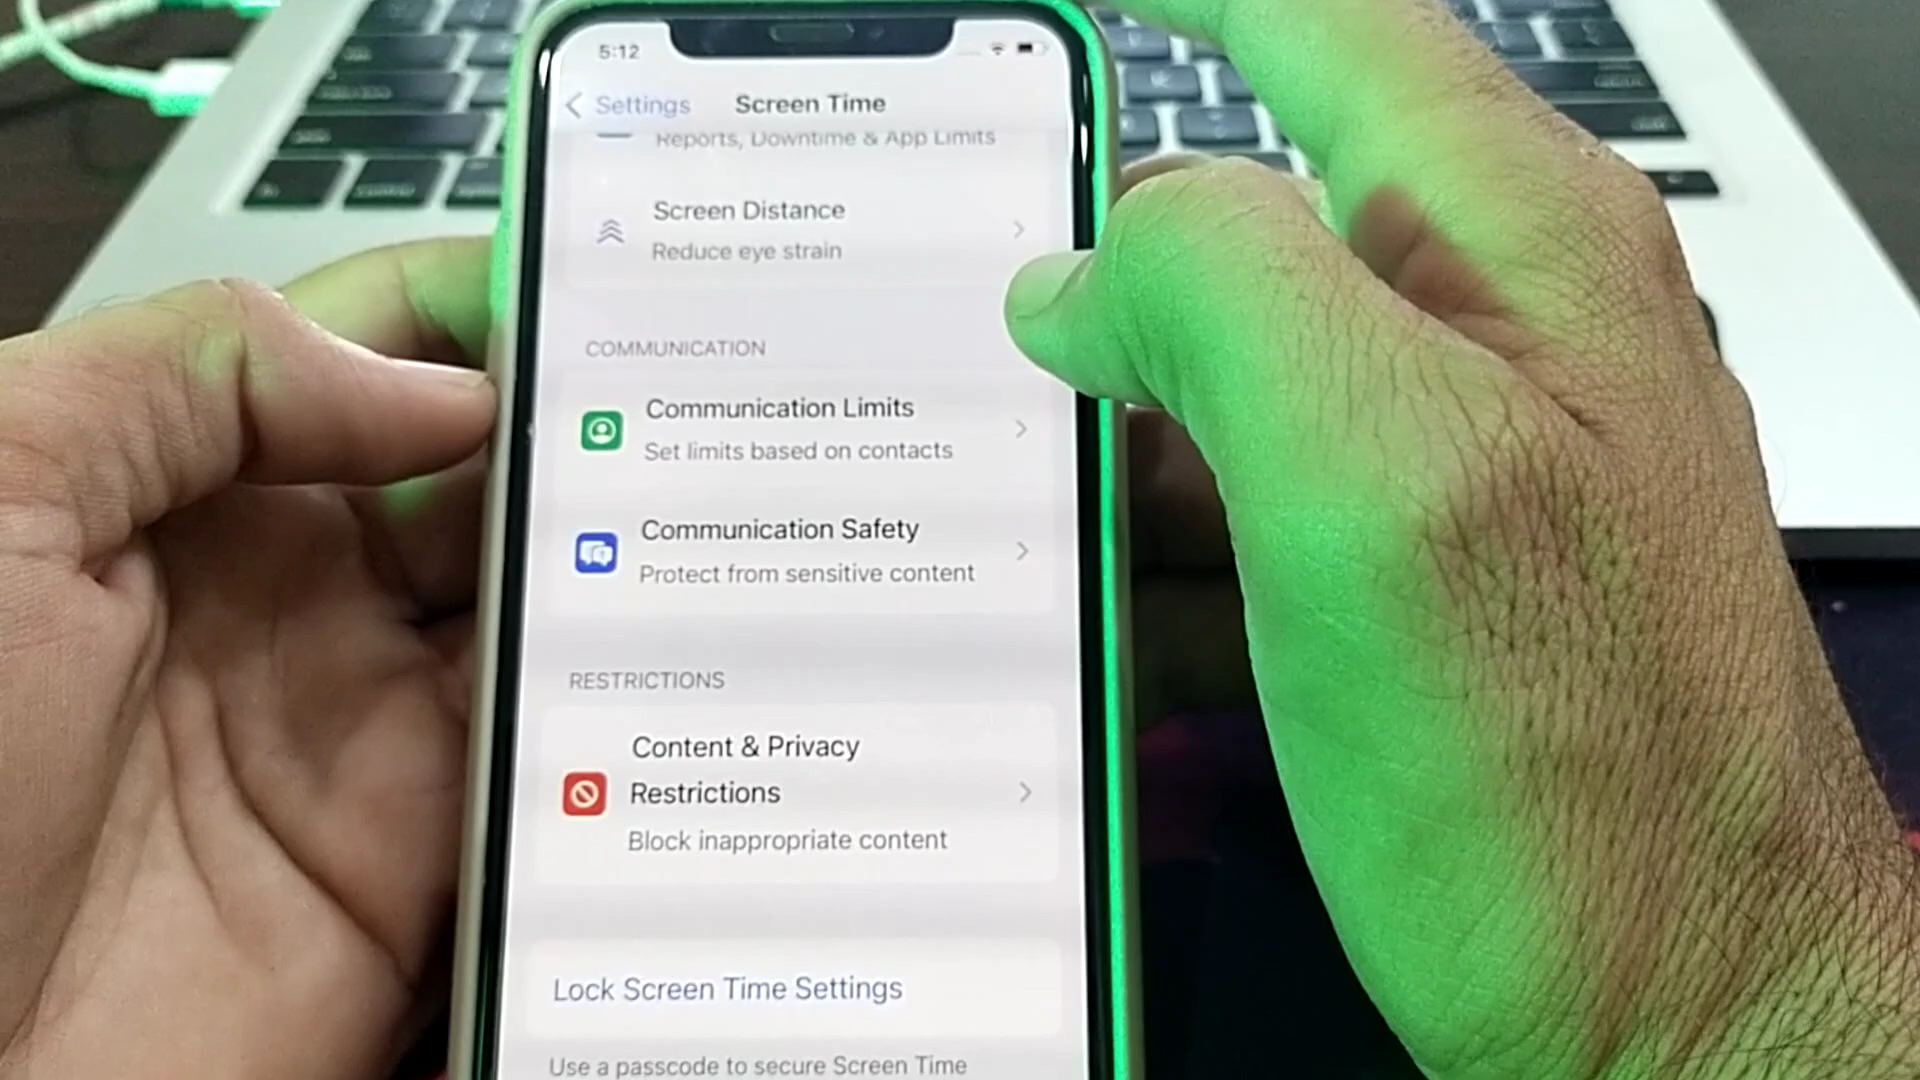 5:12
Settings
Screen Time
Reports, Downtime & App Limits
Screen Distance
Reduce eye strain
COMMUNICATION
Communication Limits
Set limits based on contacts
Communication Safety
Protect from sensitive content
RESTRICTIONS
Content & Privacy
Restrictions
Block inappropriate content
Lock Screen Time Settings
Use a passcode to secure Screen Time